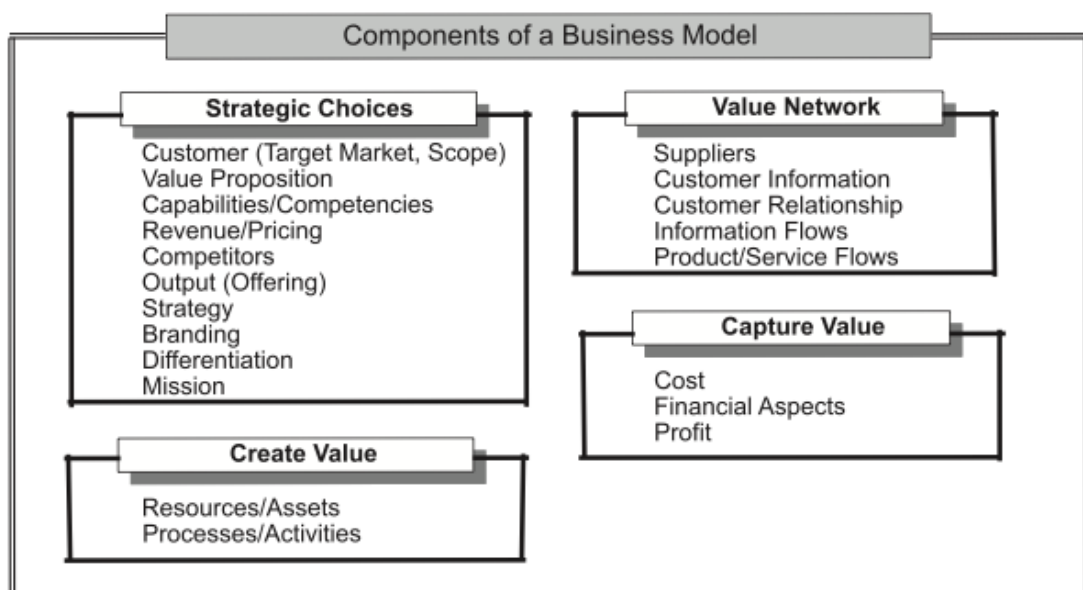 Components of a Business Model
Strategic Choices
Customer (Target Market, Scope)
Value Proposition
Capabilities/Competencies
Revenue/Pricing
Competitors
Output (Offering)
Strategy
Branding
Differentiation
Mission
Create Value
Resources/Assets
Processes/Activities
Value Network
Suppliers
Customer Information
Customer Relationship
Information Flows
Product/Service Flows
Capture Value
Cost
Financial Aspects
Profit